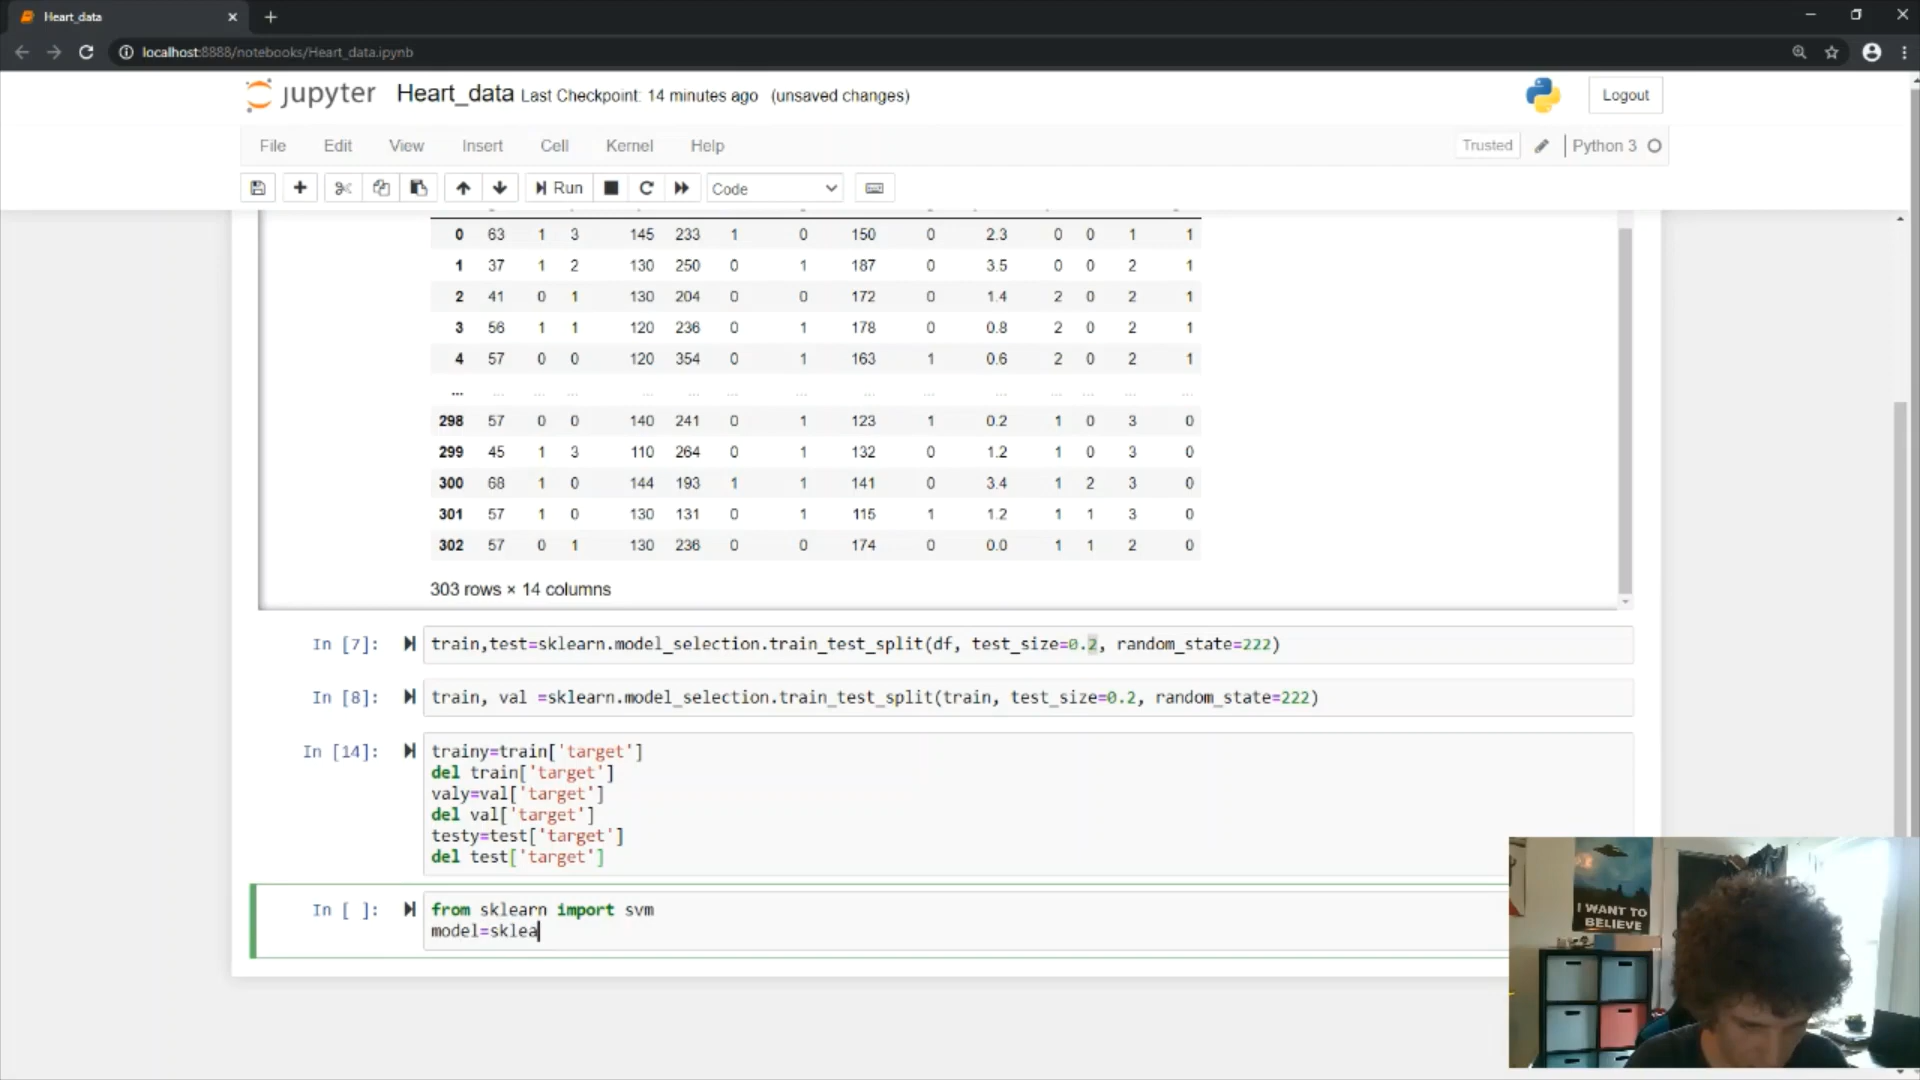 Heart_data
localhost:8888/notebooks/Heart_data.ipynb
jupyter Heart_data Last Checkpoint: 14 minutes ago (unsaved changes)
Logout
File Edit View Insert Cell Kernel Help
Trusted Python 3
Run Code
0 63 1 3 145 233 1 0 150 0 2.3 0 0 1 1
1 37 1 2 130 250 0 1 187 0 3.5 0 0 2 1
2 41 0 1 130 204 0 0 172 0 1.4 2 0 2 1
3 56 1 1 120 236 0 1 178 0 0.8 2 0 2 1
4 57 0 0 120 354 0 1 163 1 0.6 2 0 2 1
... ... ... ... ... ... ... ... ... ... ... ... ... ... ...
298 57 0 0 140 241 0 1 123 1 0.2 1 0 3 0
299 45 1 3 110 264 0 1 132 0 1.2 1 0 3 0
300 68 1 0 144 193 1 1 141 0 3.4 1 2 3 0
301 57 1 0 130 131 0 1 115 1 1.2 1 1 3 0
302 57 0 1 130 236 0 0 174 0 0.0 1 1 2 0
303 rows × 14 columns
In [7]: train,test=sklearn.model_selection.train_test_split(df, test_size=0.2, random_state=222)
In [8]: train, val =sklearn.model_selection.train_test_split(train, test_size=0.2, random_state=222)
In [14]: trainy=train['target']
del train['target']
valy=val['target']
del val['target']
testy=test['target']
del test['target']
In [ ]: from sklearn import svm
model=sklea
I WANT TO
BELIEVE